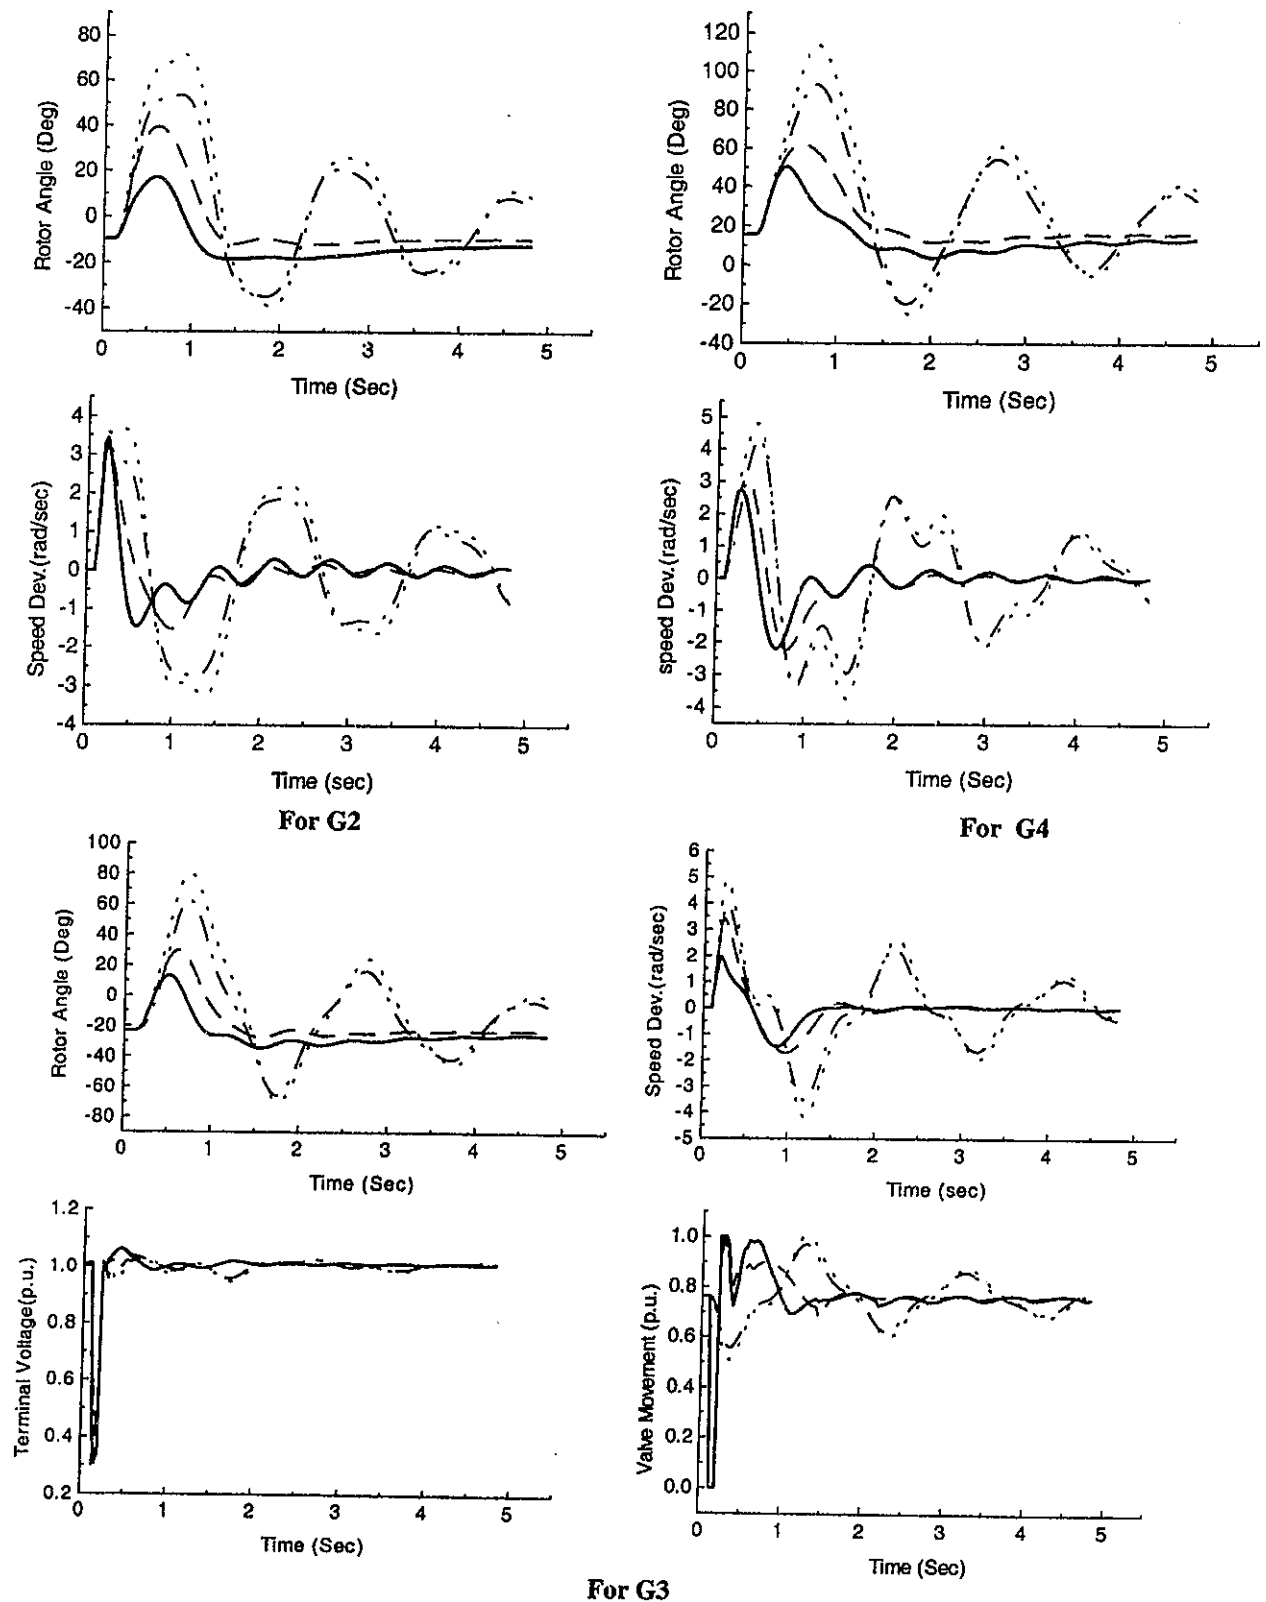 80
60
40
20
0
-20
-40
Rotor Angle (Deg)
0 1 2 3 4 5
Time (Sec)
120
100
80
60
40
20
0
-20
-40
Rotor Angle (Deg)
0 1 2 3 4 5
Time (Sec)
4
3
2
1
0
-1
-2
-3
-4
Speed Dev.(rad/sec)
0 1 2 3 4 5
Time (sec)
For G2
5
4
3
2
1
0
-1
-2
-3
-4
speed Dev.(rad/sec)
0 1 2 3 4 5
Time (Sec)
For G4
100
80
60
40
20
0
-20
-40
-60
-80
Rotor Angle (Deg)
0 1 2 3 4 5
Time (Sec)
6
5
4
3
2
1
0
-1
-2
-3
-4
-5
Speed Dev.(rad/sec)
0 1 2 3 4 5
Time (sec)
1.2
1.0
0.8
0.6
0.4
0.2
Terminal Voltage(p.u.)
0 1 2 3 4 5
Time (Sec)
1.0
0.8
0.6
0.4
0.2
0.0
Valve Movement (p.u.)
0 1 2 3 4 5
Time (Sec)
For G3